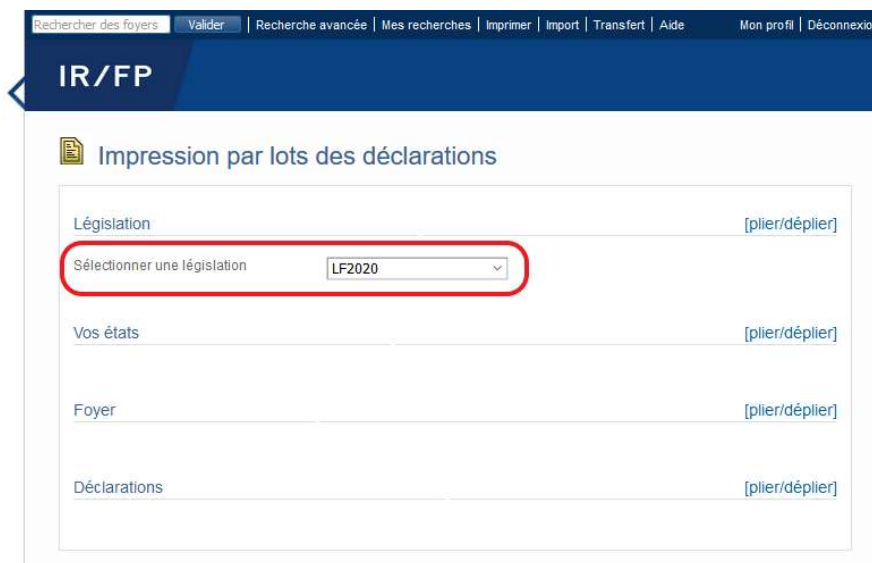 Rechercher des foyers Valider | Recherche avancée | Mes recherches | Imprimer | Import | Transfert | Aide Mon profil | Déconnexio
IR/FP
Impression par lots des déclarations
Législation [plier/déplier]
Sélectionner une législation LF2020
Vos états [plier/déplier]
Foyer [plier/déplier]
Déclarations [plier/déplier]